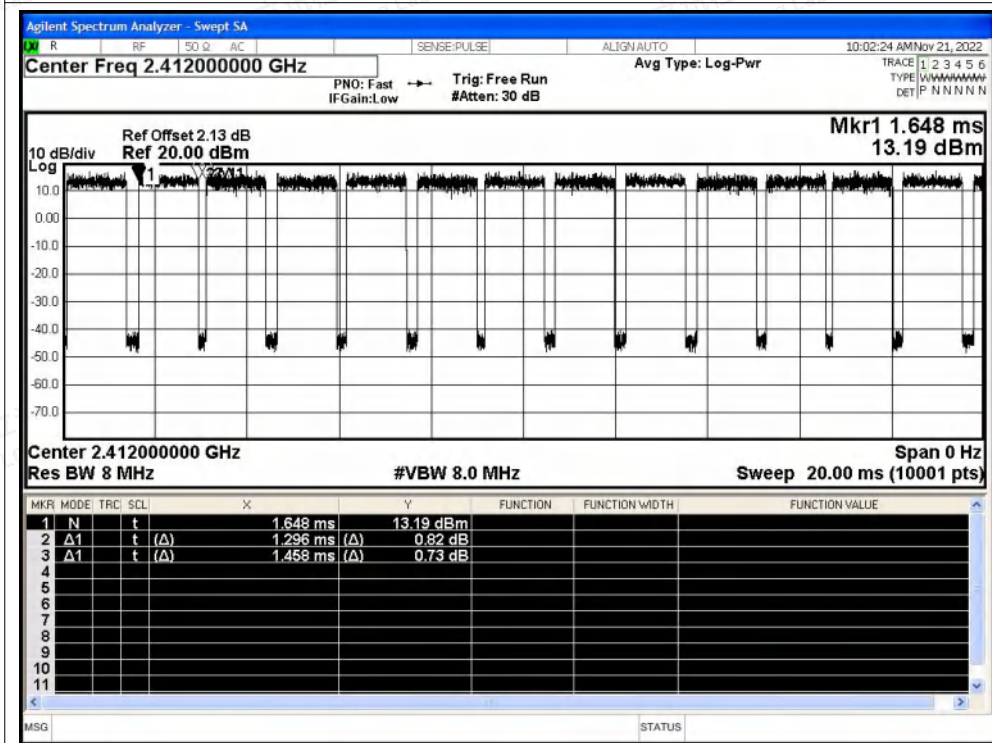 Agilent Spectrum Analyzer - Swept SA
R RF 50 Ω AC SENSE:PULSE ALIGN AUTO 10:02:24 AM Nov 21, 2022
Center Freq 2.412000000 GHz
PNO: Fast
IFGain:Low
Trig: Free Run
#Atten: 30 dB
Avg Type: Log-Pwr
TRACE 1 2 3 4 5 6
TYPE
DET P N N N N N
Mkr1 1.648 ms
13.19 dBm
Ref Offset 2.13 dB
10 dB/div Ref 20.00 dBm
Log
1
10.0
0.00
-10.0
-20.0
-30.0
-40.0
-50.0
-60.0
-70.0
Center 2.412000000 GHz Span 0 Hz
Res BW 8 MHz #VBW 8.0 MHz Sweep 20.00 ms (10001 pts)
MKR MODE TRC SCL X Y FUNCTION FUNCTION WIDTH FUNCTION VALUE
1 N t 1.648 ms 13.19 dBm
2 Δ1 t (Δ) 1.296 ms (Δ) 0.82 dB
3 Δ1 t (Δ) 1.458 ms (Δ) 0.73 dB
4
5
6
7
8
9
10
11
MSG STATUS